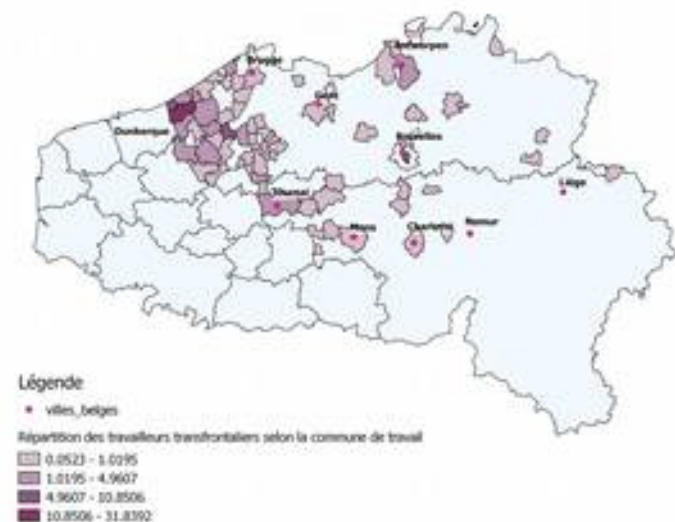 Antwerpen
Brugge
Gent
Dunkerque
Bruxelles
Tournai
Liège
Mons
Charleroi
Namur
Légende
villes_belges
Répartition des travailleurs transfrontaliers selon la commune de travail
0.0523 - 1.0195
1.0195 - 4.9607
4.9607 - 10.8506
10.8506 - 31.8392